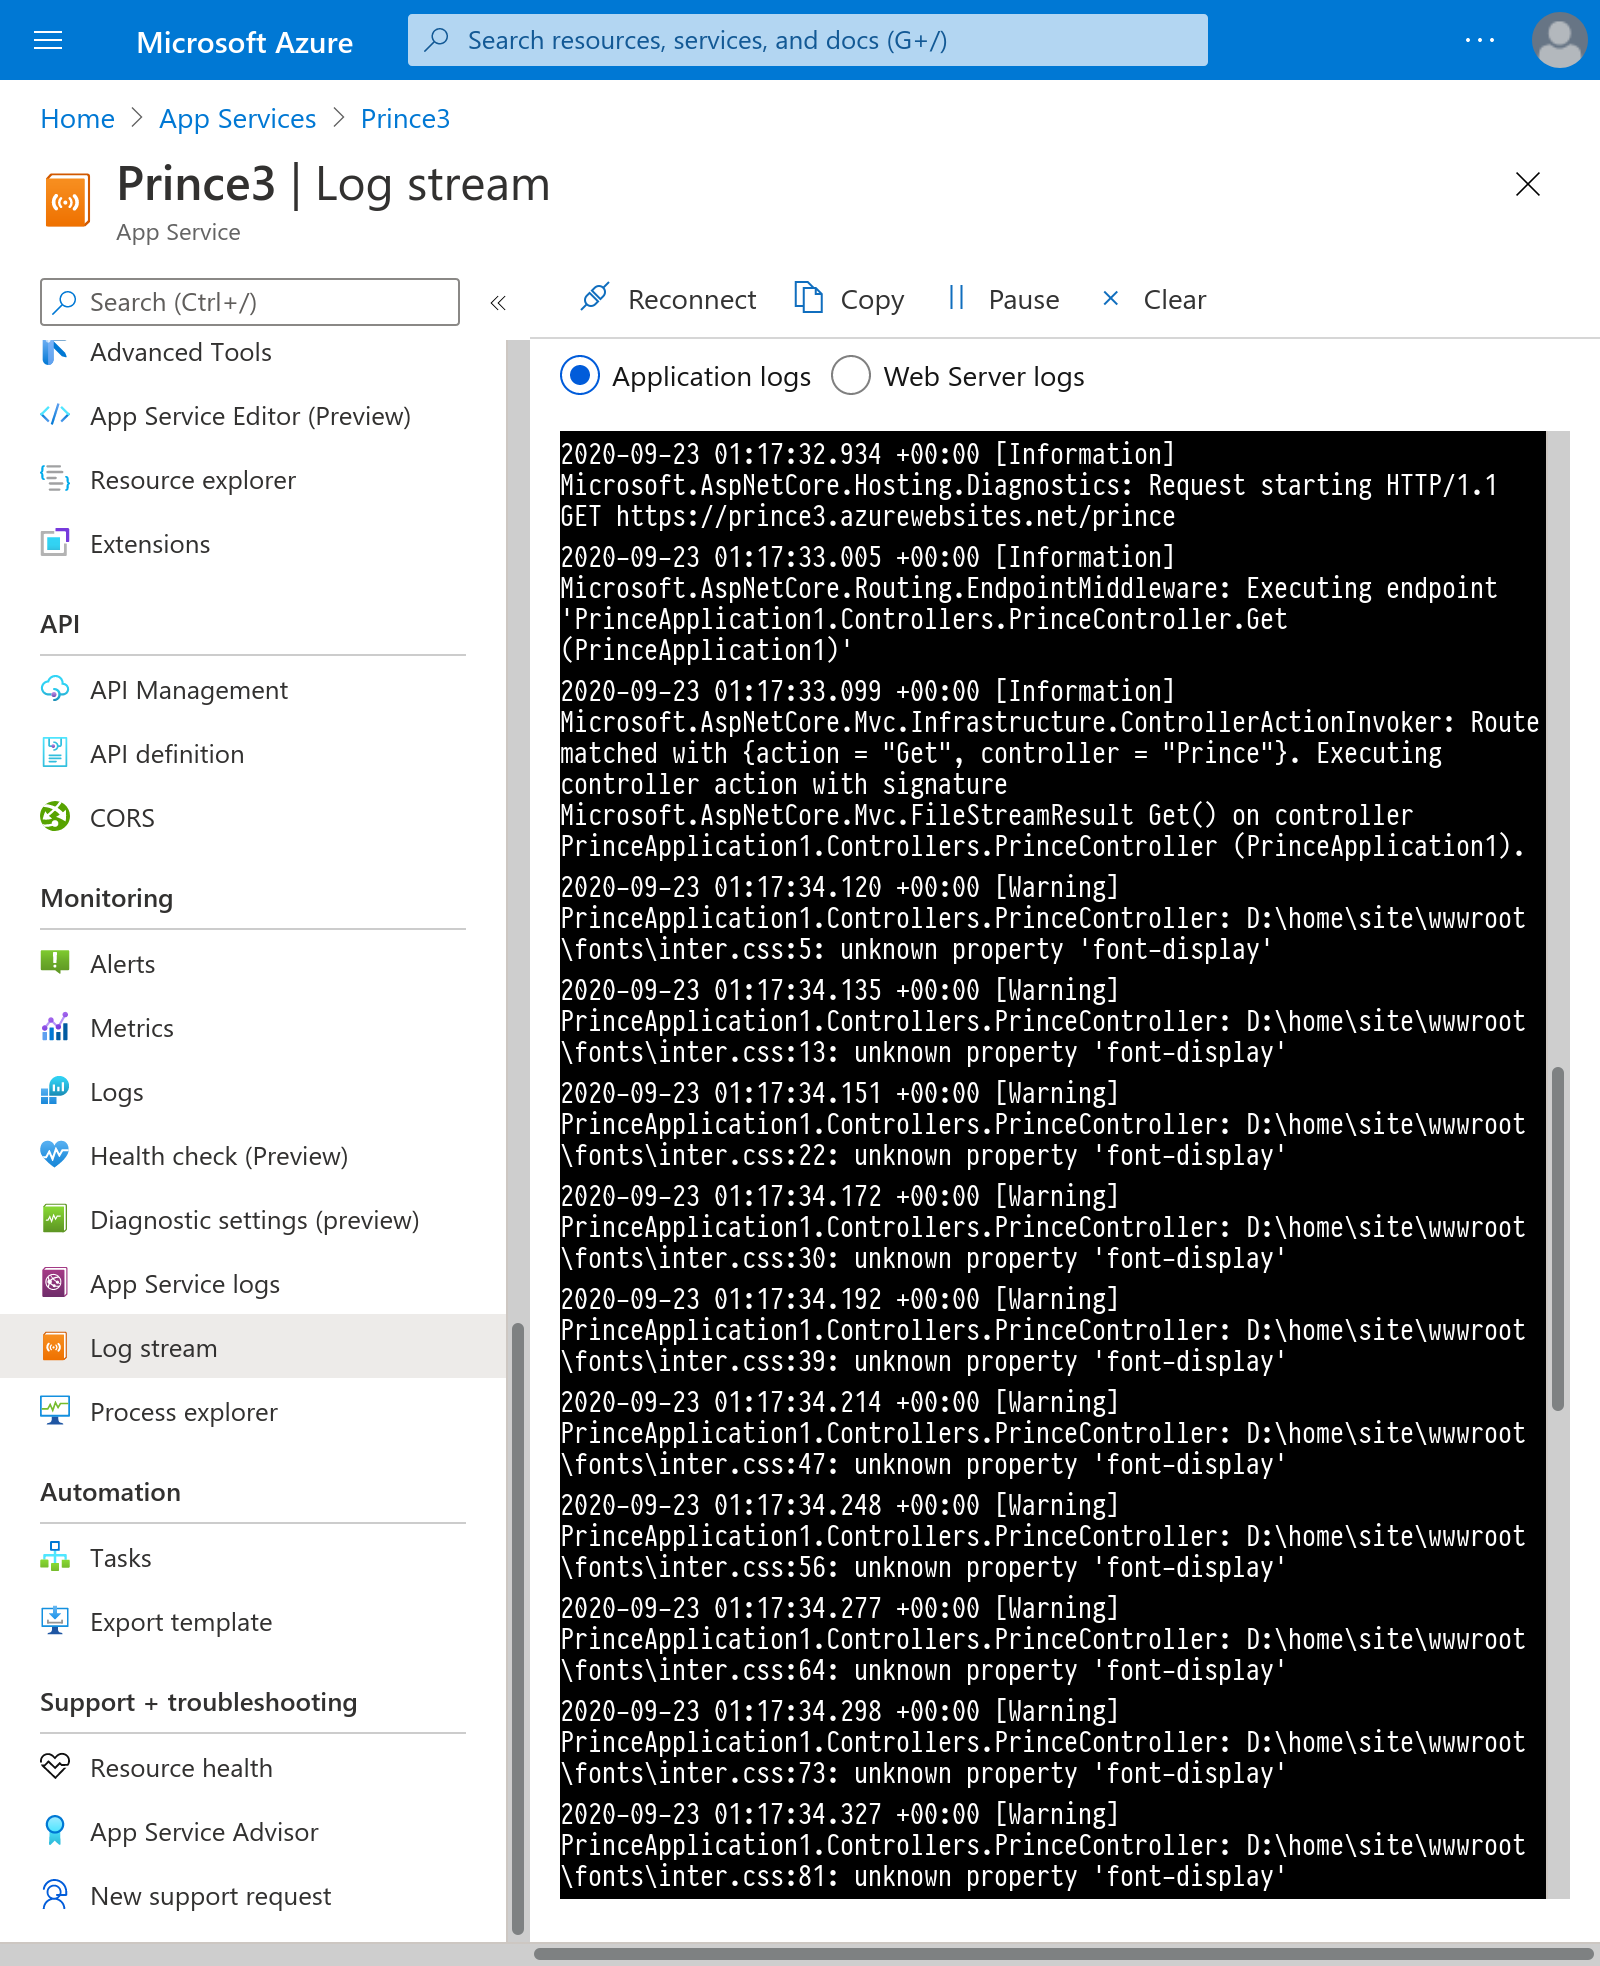 Microsoft Azure
Search resources, services, and docs (G+/)
Home > App Services > Prince3
Prince3 | Log stream
App Service
Search (Ctrl+/)
«
Reconnect
Copy
Pause
Clear
Advanced Tools
App Service Editor (Preview)
Resource explorer
Extensions
API
API Management
API definition
CORS
Monitoring
Alerts
Metrics
Logs
Health check (Preview)
Diagnostic settings (preview)
App Service logs
Log stream
Process explorer
Automation
Tasks
Export template
Support + troubleshooting
Resource health
App Service Advisor
New support request
Application logs
Web Server logs
2020-09-23 01:17:32.934 +00:00 [Information]
Microsoft.AspNetCore.Hosting.Diagnostics: Request starting HTTP/1.1
GET https://prince3.azurewebsites.net/prince
2020-09-23 01:17:33.005 +00:00 [Information]
Microsoft.AspNetCore.Routing.EndpointMiddleware: Executing endpoint
'PrinceApplication1.Controllers.PrinceController.Get
(PrinceApplication1)'
2020-09-23 01:17:33.099 +00:00 [Information]
Microsoft.AspNetCore.Mvc.Infrastructure.ControllerActionInvoker: Route
matched with {action = "Get", controller = "Prince"}. Executing
controller action with signature
Microsoft.AspNetCore.Mvc.FileStreamResult Get() on controller
PrinceApplication1.Controllers.PrinceController (PrinceApplication1).
2020-09-23 01:17:34.120 +00:00 [Warning]
PrinceApplication1.Controllers.PrinceController: D:\home\site\wwwroot
\fonts\inter.css:5: unknown property 'font-display'
2020-09-23 01:17:34.135 +00:00 [Warning]
PrinceApplication1.Controllers.PrinceController: D:\home\site\wwwroot
\fonts\inter.css:13: unknown property 'font-display'
2020-09-23 01:17:34.151 +00:00 [Warning]
PrinceApplication1.Controllers.PrinceController: D:\home\site\wwwroot
\fonts\inter.css:22: unknown property 'font-display'
2020-09-23 01:17:34.172 +00:00 [Warning]
PrinceApplication1.Controllers.PrinceController: D:\home\site\wwwroot
\fonts\inter.css:30: unknown property 'font-display'
2020-09-23 01:17:34.192 +00:00 [Warning]
PrinceApplication1.Controllers.PrinceController: D:\home\site\wwwroot
\fonts\inter.css:39: unknown property 'font-display'
2020-09-23 01:17:34.214 +00:00 [Warning]
PrinceApplication1.Controllers.PrinceController: D:\home\site\wwwroot
\fonts\inter.css:47: unknown property 'font-display'
2020-09-23 01:17:34.248 +00:00 [Warning]
PrinceApplication1.Controllers.PrinceController: D:\home\site\wwwroot
\fonts\inter.css:56: unknown property 'font-display'
2020-09-23 01:17:34.277 +00:00 [Warning]
PrinceApplication1.Controllers.PrinceController: D:\home\site\wwwroot
\fonts\inter.css:64: unknown property 'font-display'
2020-09-23 01:17:34.298 +00:00 [Warning]
PrinceApplication1.Controllers.PrinceController: D:\home\site\wwwroot
\fonts\inter.css:73: unknown property 'font-display'
2020-09-23 01:17:34.327 +00:00 [Warning]
PrinceApplication1.Controllers.PrinceController: D:\home\site\wwwroot
\fonts\inter.css:81: unknown property 'font-display'